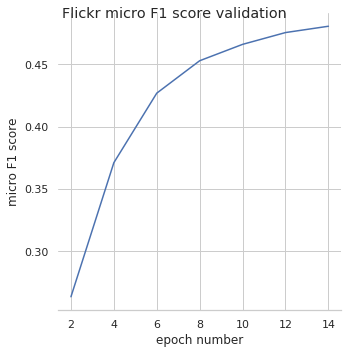 Flickr micro F1 score validation
micro F1 score
0.45
0.40
0.35
0.30
2 4 6 8 10 12 14
epoch number